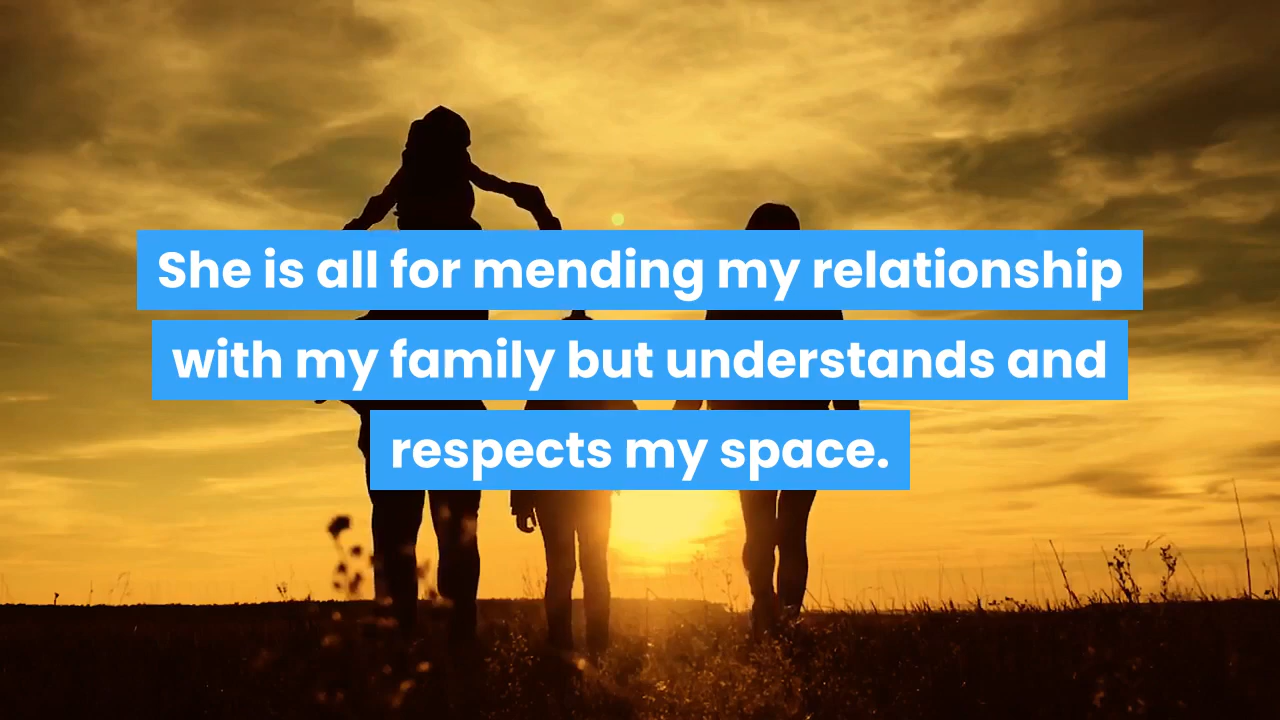 She is all for mending my relationship
with my family but understands and
respects my space.